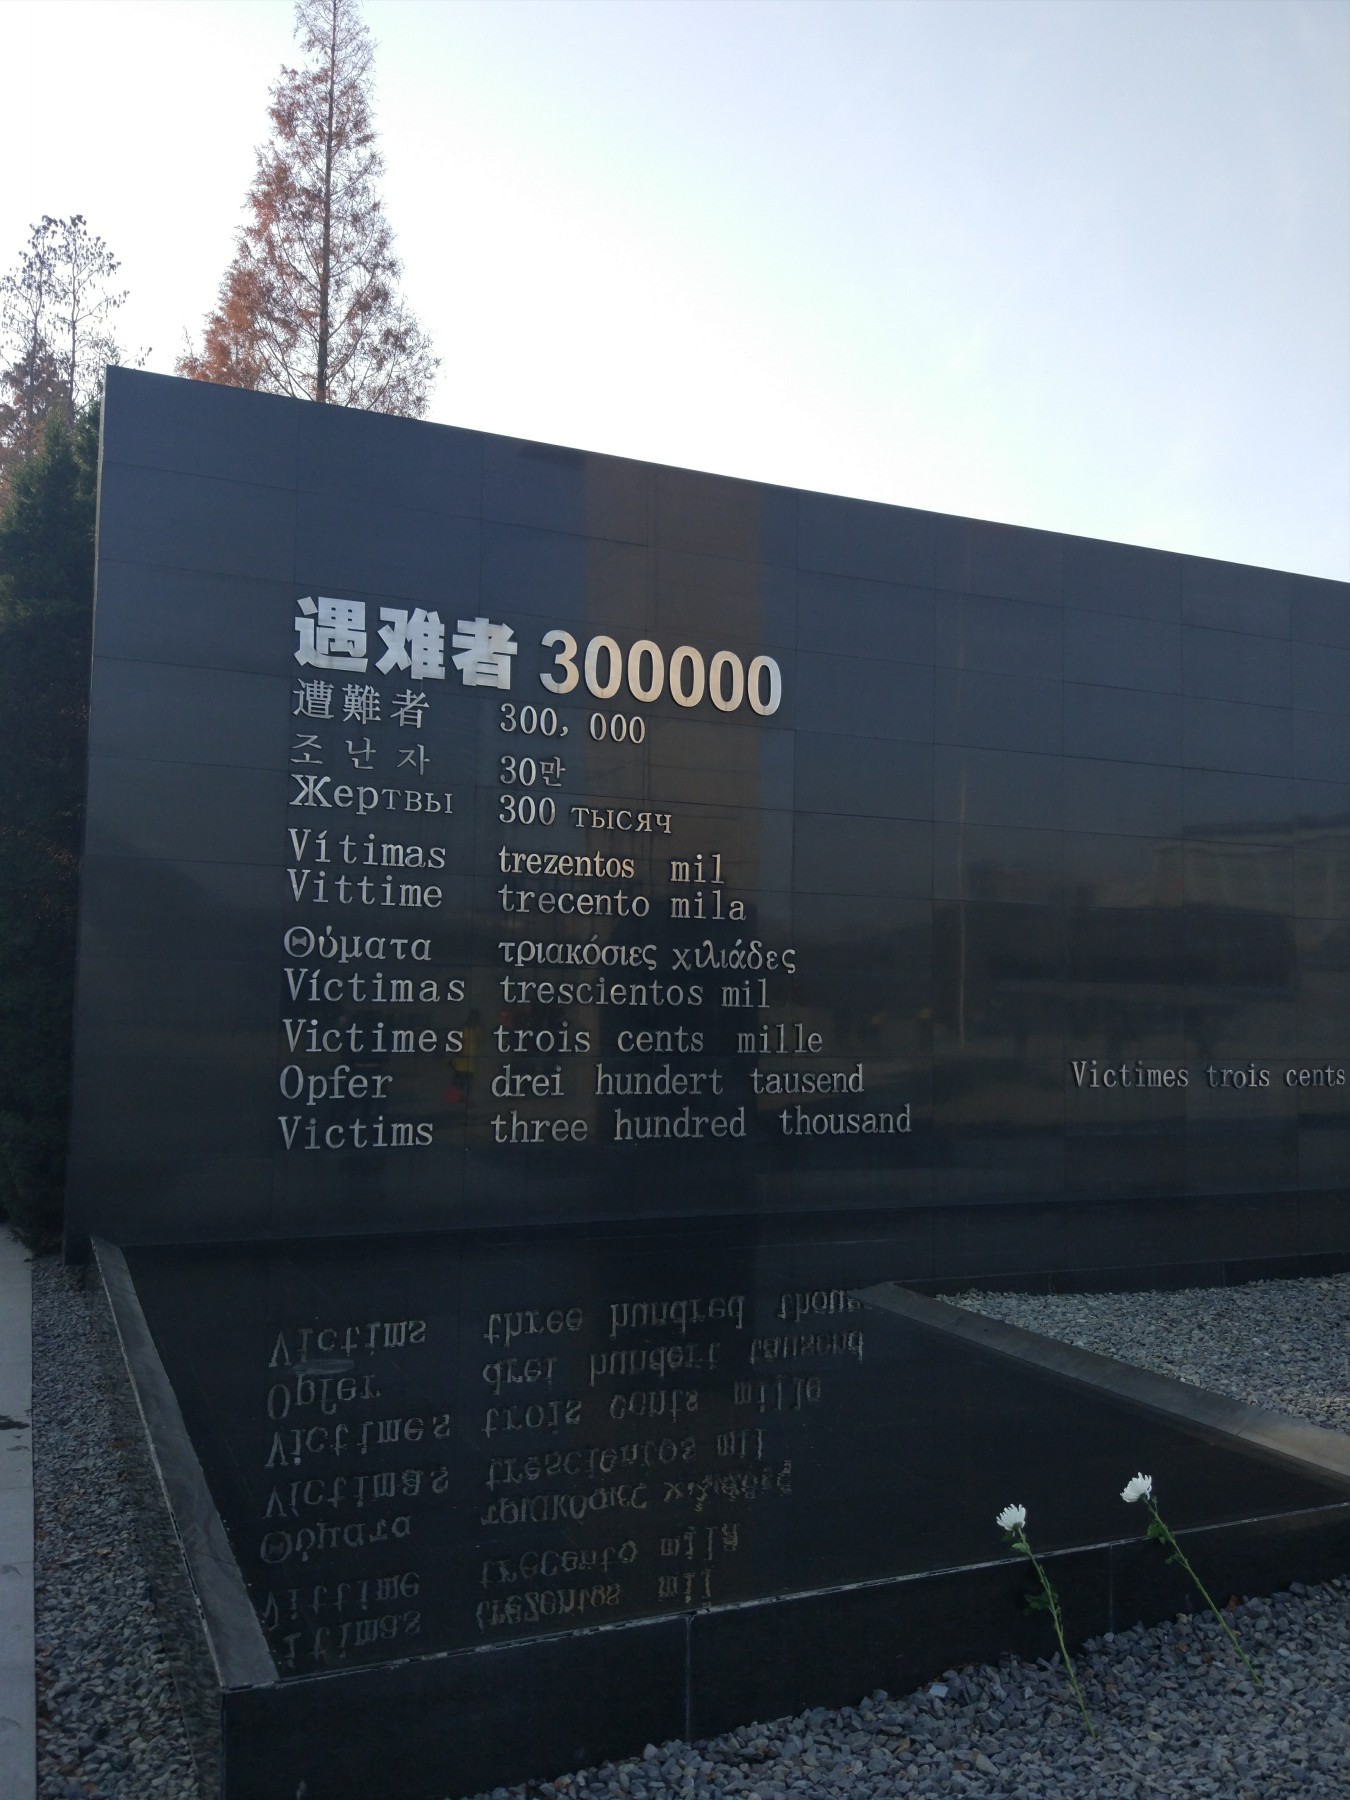 遇难者 300000
遭難者 300, 000
조난자 30만
Жертвы 300 тысяч
Vítimas trezentos mil
Vittime trecento mila
Θύματα τριακόσιες χιλιάδες
Víctimas trescientos mil
Victimes trois cents mille
Opfer drei hundert tausend
Victims three hundred thousand
Victimes trois cents